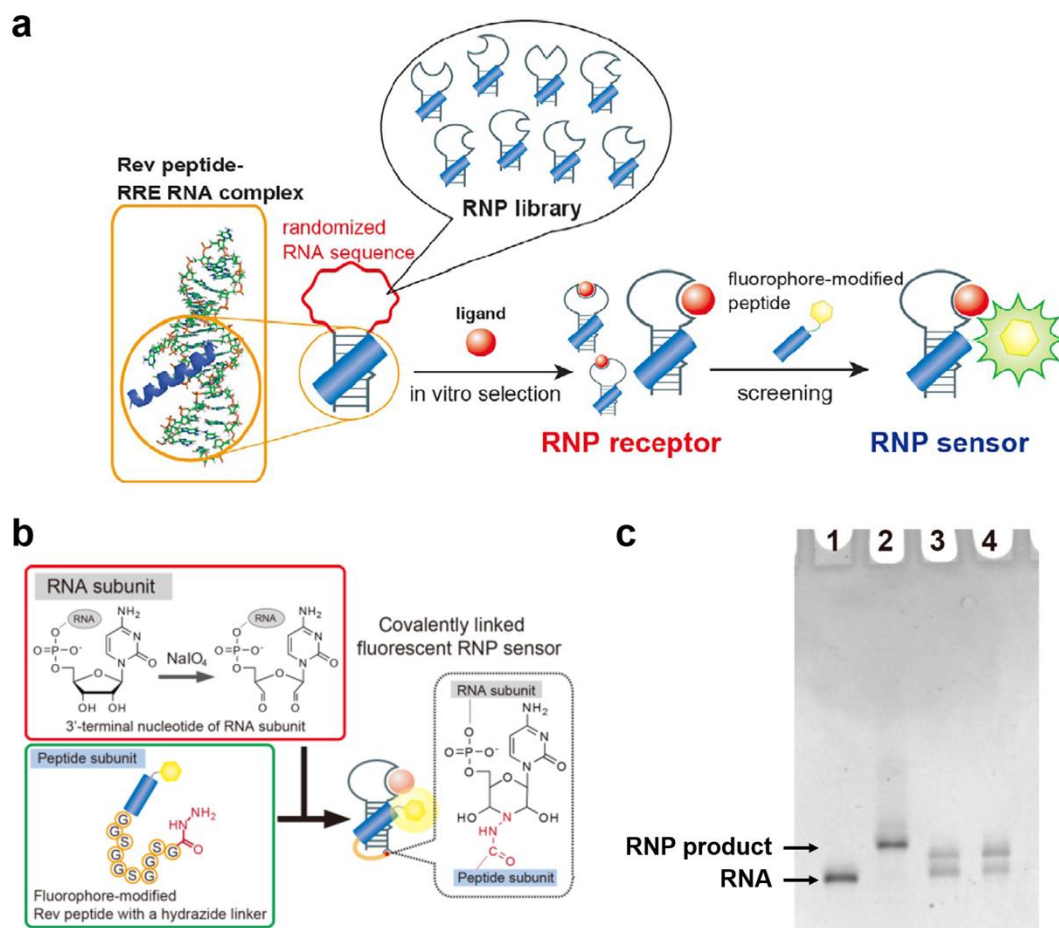 a
Rev peptide-
RRE RNA complex
randomized
RNA sequence
RNP library
ligand
in vitro selection
RNP receptor
fluorophore-modified
peptide
screening
RNP sensor
b
RNA subunit
RNA
O
O=P-O-
O
NH2
N
N
O
O
OH OH
NaIO4
RNA
O
O=P-O-
O
NH2
N
N
O
O
O O
3'-terminal nucleotide of RNA subunit
Peptide subunit
G
G
S
G
G
S
G
G
S
G
NH2
HN
O
Fluorophore-modified
Rev peptide with a hydrazide linker
Covalently linked
fluorescent RNP sensor
RNA subunit
O
O=P-O-
O
NH2
N
N
O
O
HO N OH
NH
C=O
Peptide subunit
c
1 2 3 4
RNP product
RNA